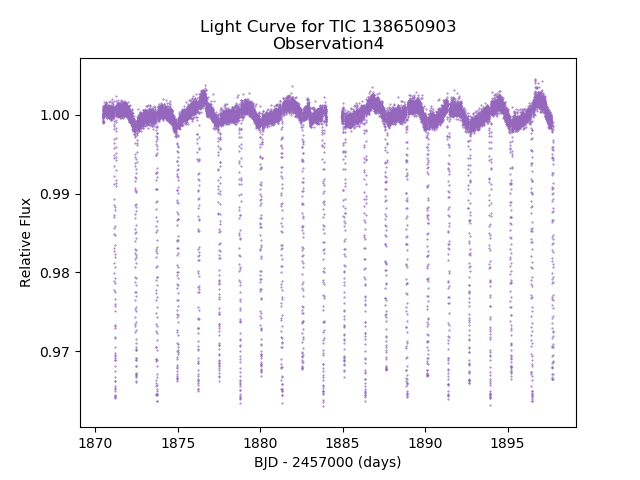 Light Curve for TIC 138650903
Observation4
1.00
0.99
0.98
0.97
Relative Flux
1870
1875
1880
1885
1890
1895
BJD - 2457000 (days)